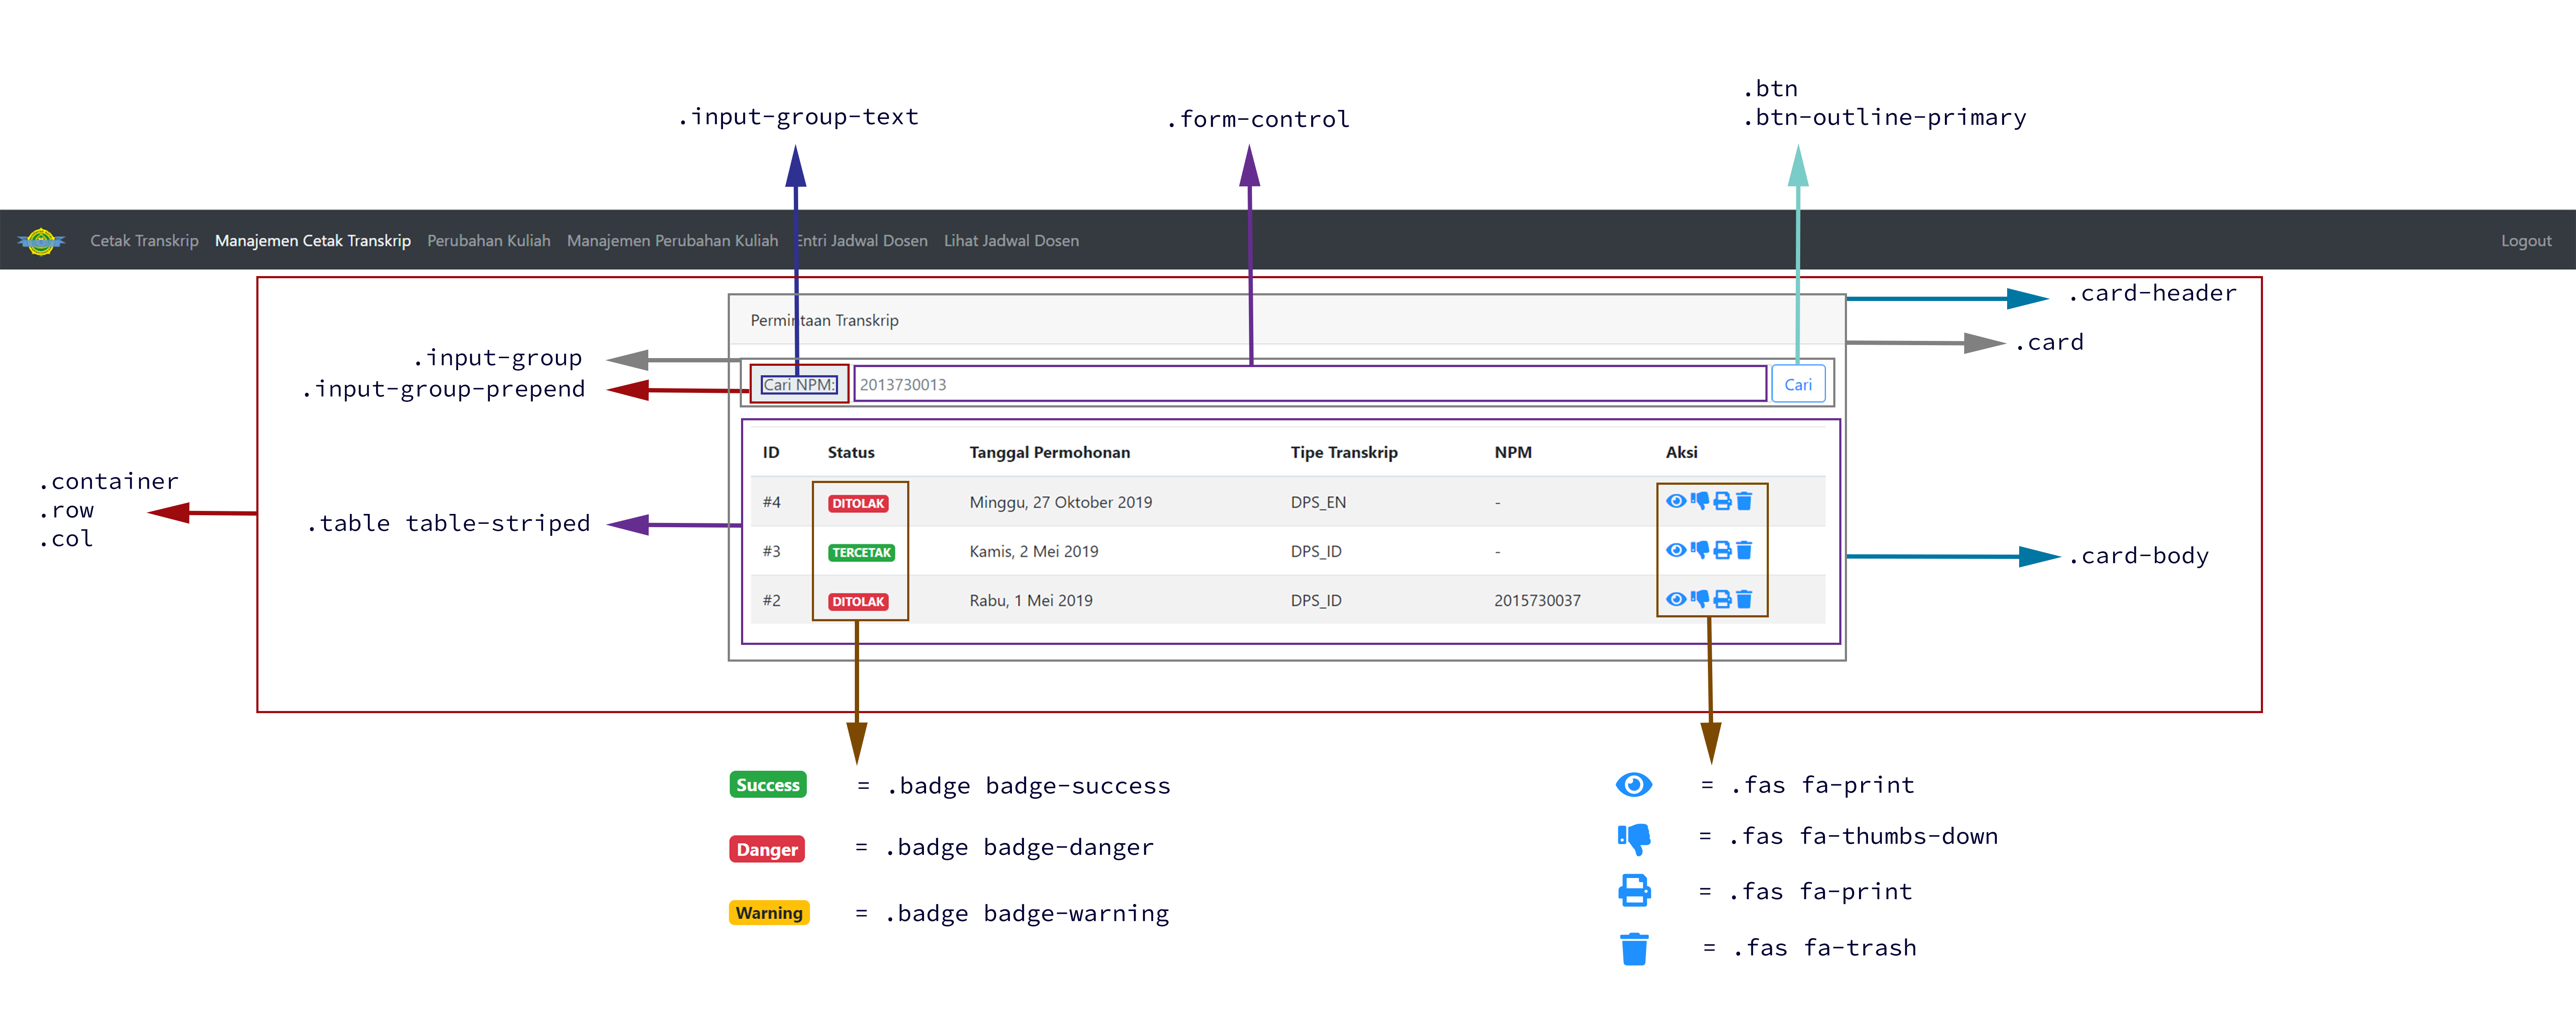 .btn
.input-group-text
.form-control
.btn-outline-primary
Cetak Transkrip Manajemen Cetak Transkrip Perubahan Kuliah Manajemen Perubahan Kuliah Entri Jadwal Dosen Lihat Jadwal Dosen Logout
.card-header
Permintaan Transkrip
.card
.input-group
.input-group-prepend
Cari NPM: 2013730013 Cari
ID Status Tanggal Permohonan Tipe Transkrip NPM Aksi
.container
.row
.col
.table table-striped
#4 DITOLAK Minggu, 27 Oktober 2019 DPS_EN -
#3 TERCETAK Kamis, 2 Mei 2019 DPS_ID -
.card-body
#2 DITOLAK Rabu, 1 Mei 2019 DPS_ID 2015730037
Success = .badge badge-success
Danger = .badge badge-danger
Warning = .badge badge-warning
= .fas fa-print
= .fas fa-thumbs-down
= .fas fa-print
= .fas fa-trash